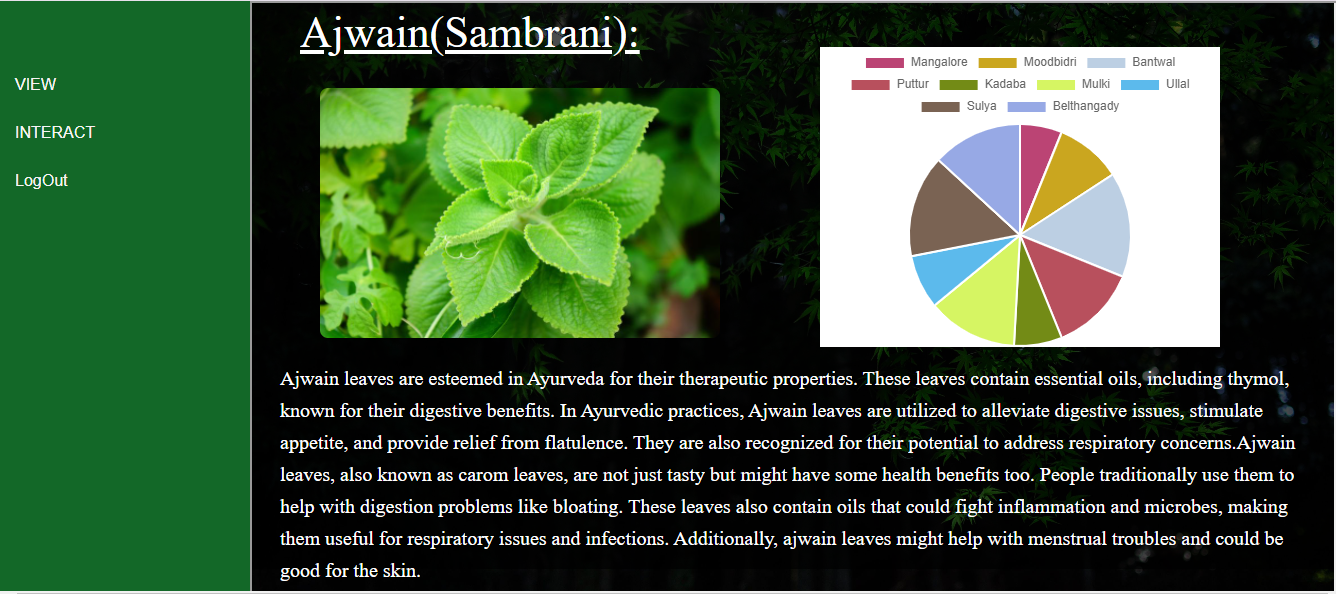 VIEW
INTERACT
LogOut
Ajwain(Sambrani):
Mangalore Moodbidri Bantwal
Puttur Kadaba Mulki Ullal
Sulya Belthangady
Ajwain leaves are esteemed in Ayurveda for their therapeutic properties. These leaves contain essential oils, including thymol,
known for their digestive benefits. In Ayurvedic practices, Ajwain leaves are utilized to alleviate digestive issues, stimulate
appetite, and provide relief from flatulence. They are also recognized for their potential to address respiratory concerns.Ajwain
leaves, also known as carom leaves, are not just tasty but might have some health benefits too. People traditionally use them to
help with digestion problems like bloating. These leaves also contain oils that could fight inflammation and microbes, making
them useful for respiratory issues and infections. Additionally, ajwain leaves might help with menstrual troubles and could be
good for the skin.